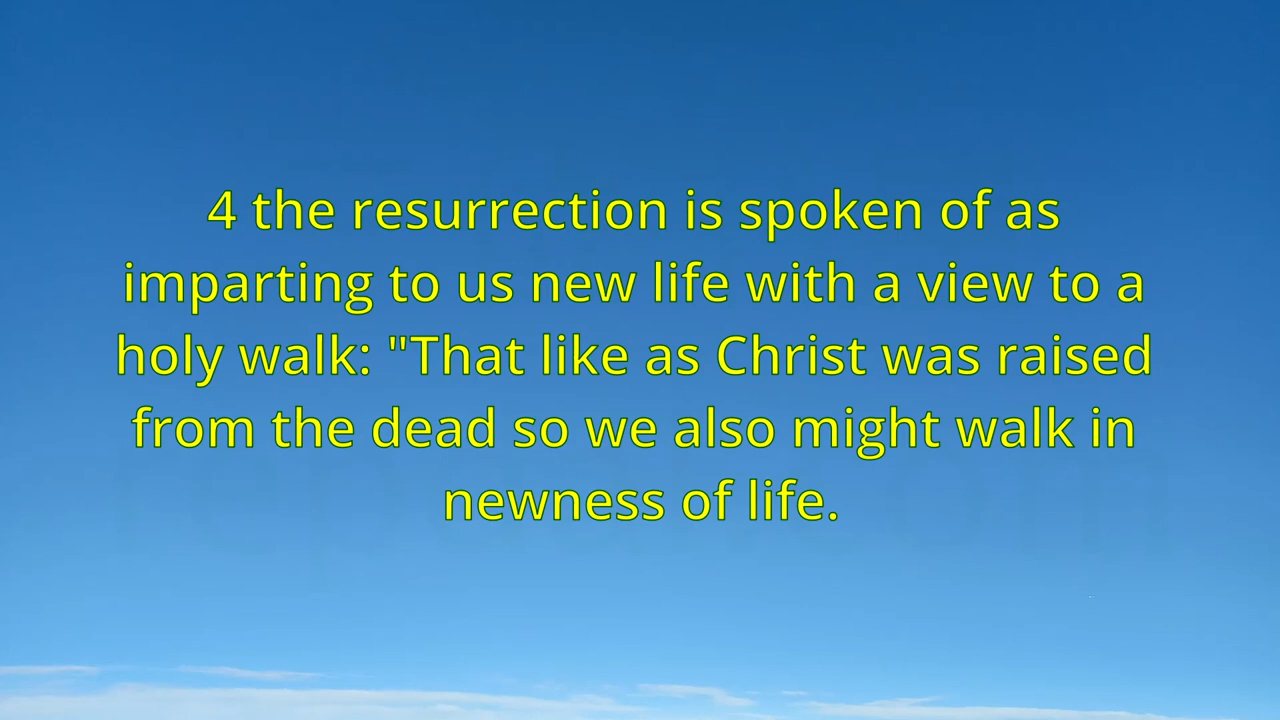 4 the resurrection is spoken of as
imparting to us new life with a view to a
holy walk: "That like as Christ was raised
from the dead so we also might walk in
newness of life.